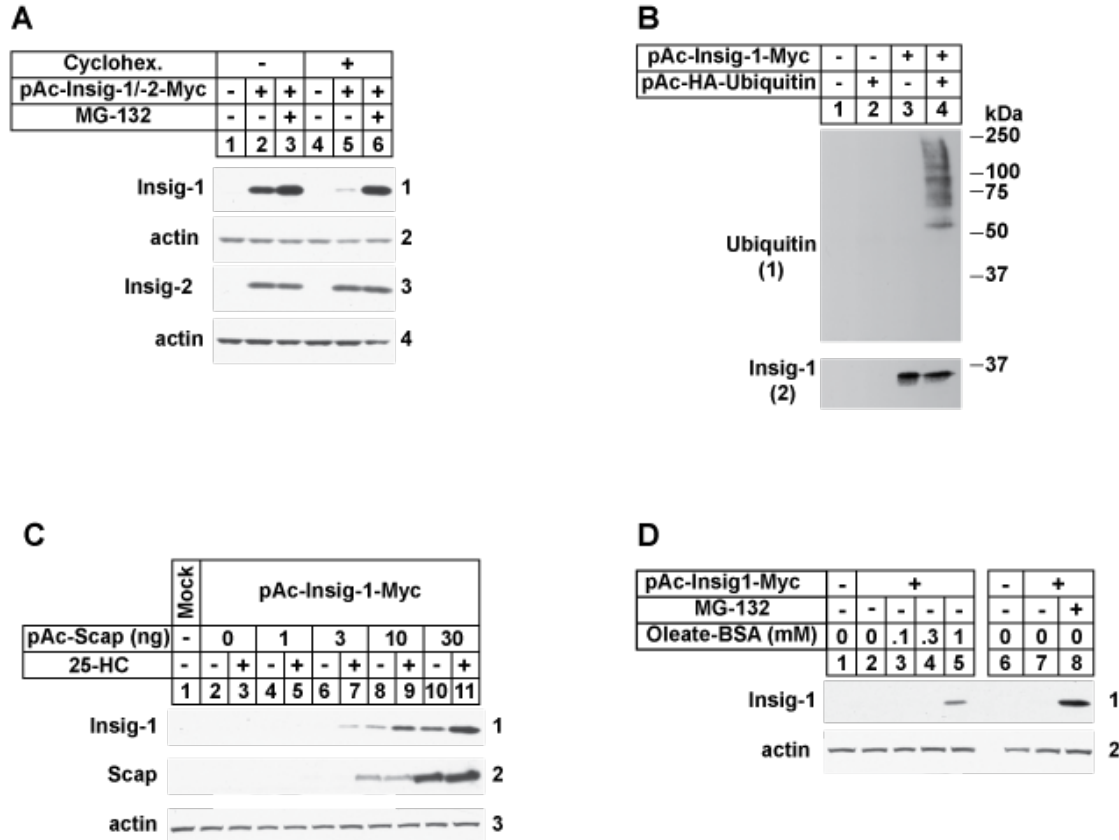 A
Cyclohex. - +
pAc-Insig-1/-2-Myc - + + - + +
MG-132 - - + - - +
1 2 3 4 5 6
Insig-1 1
actin 2
Insig-2 3
actin 4
B
pAc-Insig-1-Myc - - + +
pAc-HA-Ubiquitin - + - +
1 2 3 4 kDa
–250
–100
–75
Ubiquitin
(1)
–50
–37
Insig-1
(2)
–37
C
Mock pAc-Insig-1-Myc
pAc-Scap (ng) - 0 1 3 10 30
25-HC - - + - + - + - + - +
1 2 3 4 5 6 7 8 9 10 11
Insig-1 1
Scap 2
actin 3
D
pAc-Insig1-Myc - + - +
MG-132 - - - - - - - +
Oleate-BSA (mM) 0 0 .1 .3 1 0 0 0
1 2 3 4 5 6 7 8
Insig-1 1
actin 2